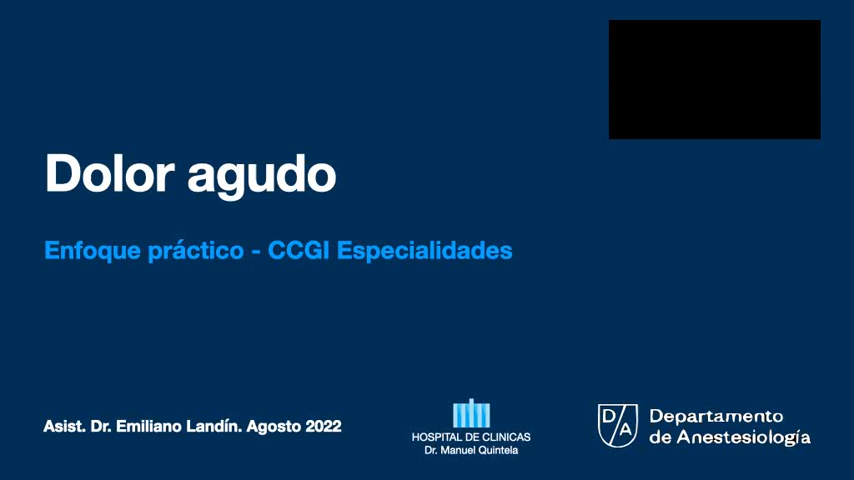 Dolor agudo
Enfoque práctico - CCGI Especialidades
Asist. Dr. Emiliano Landín. Agosto 2022
HOSPITAL DE CLINICAS
Dr. Manuel Quintela
D/A
Departamento
de Anestesiología